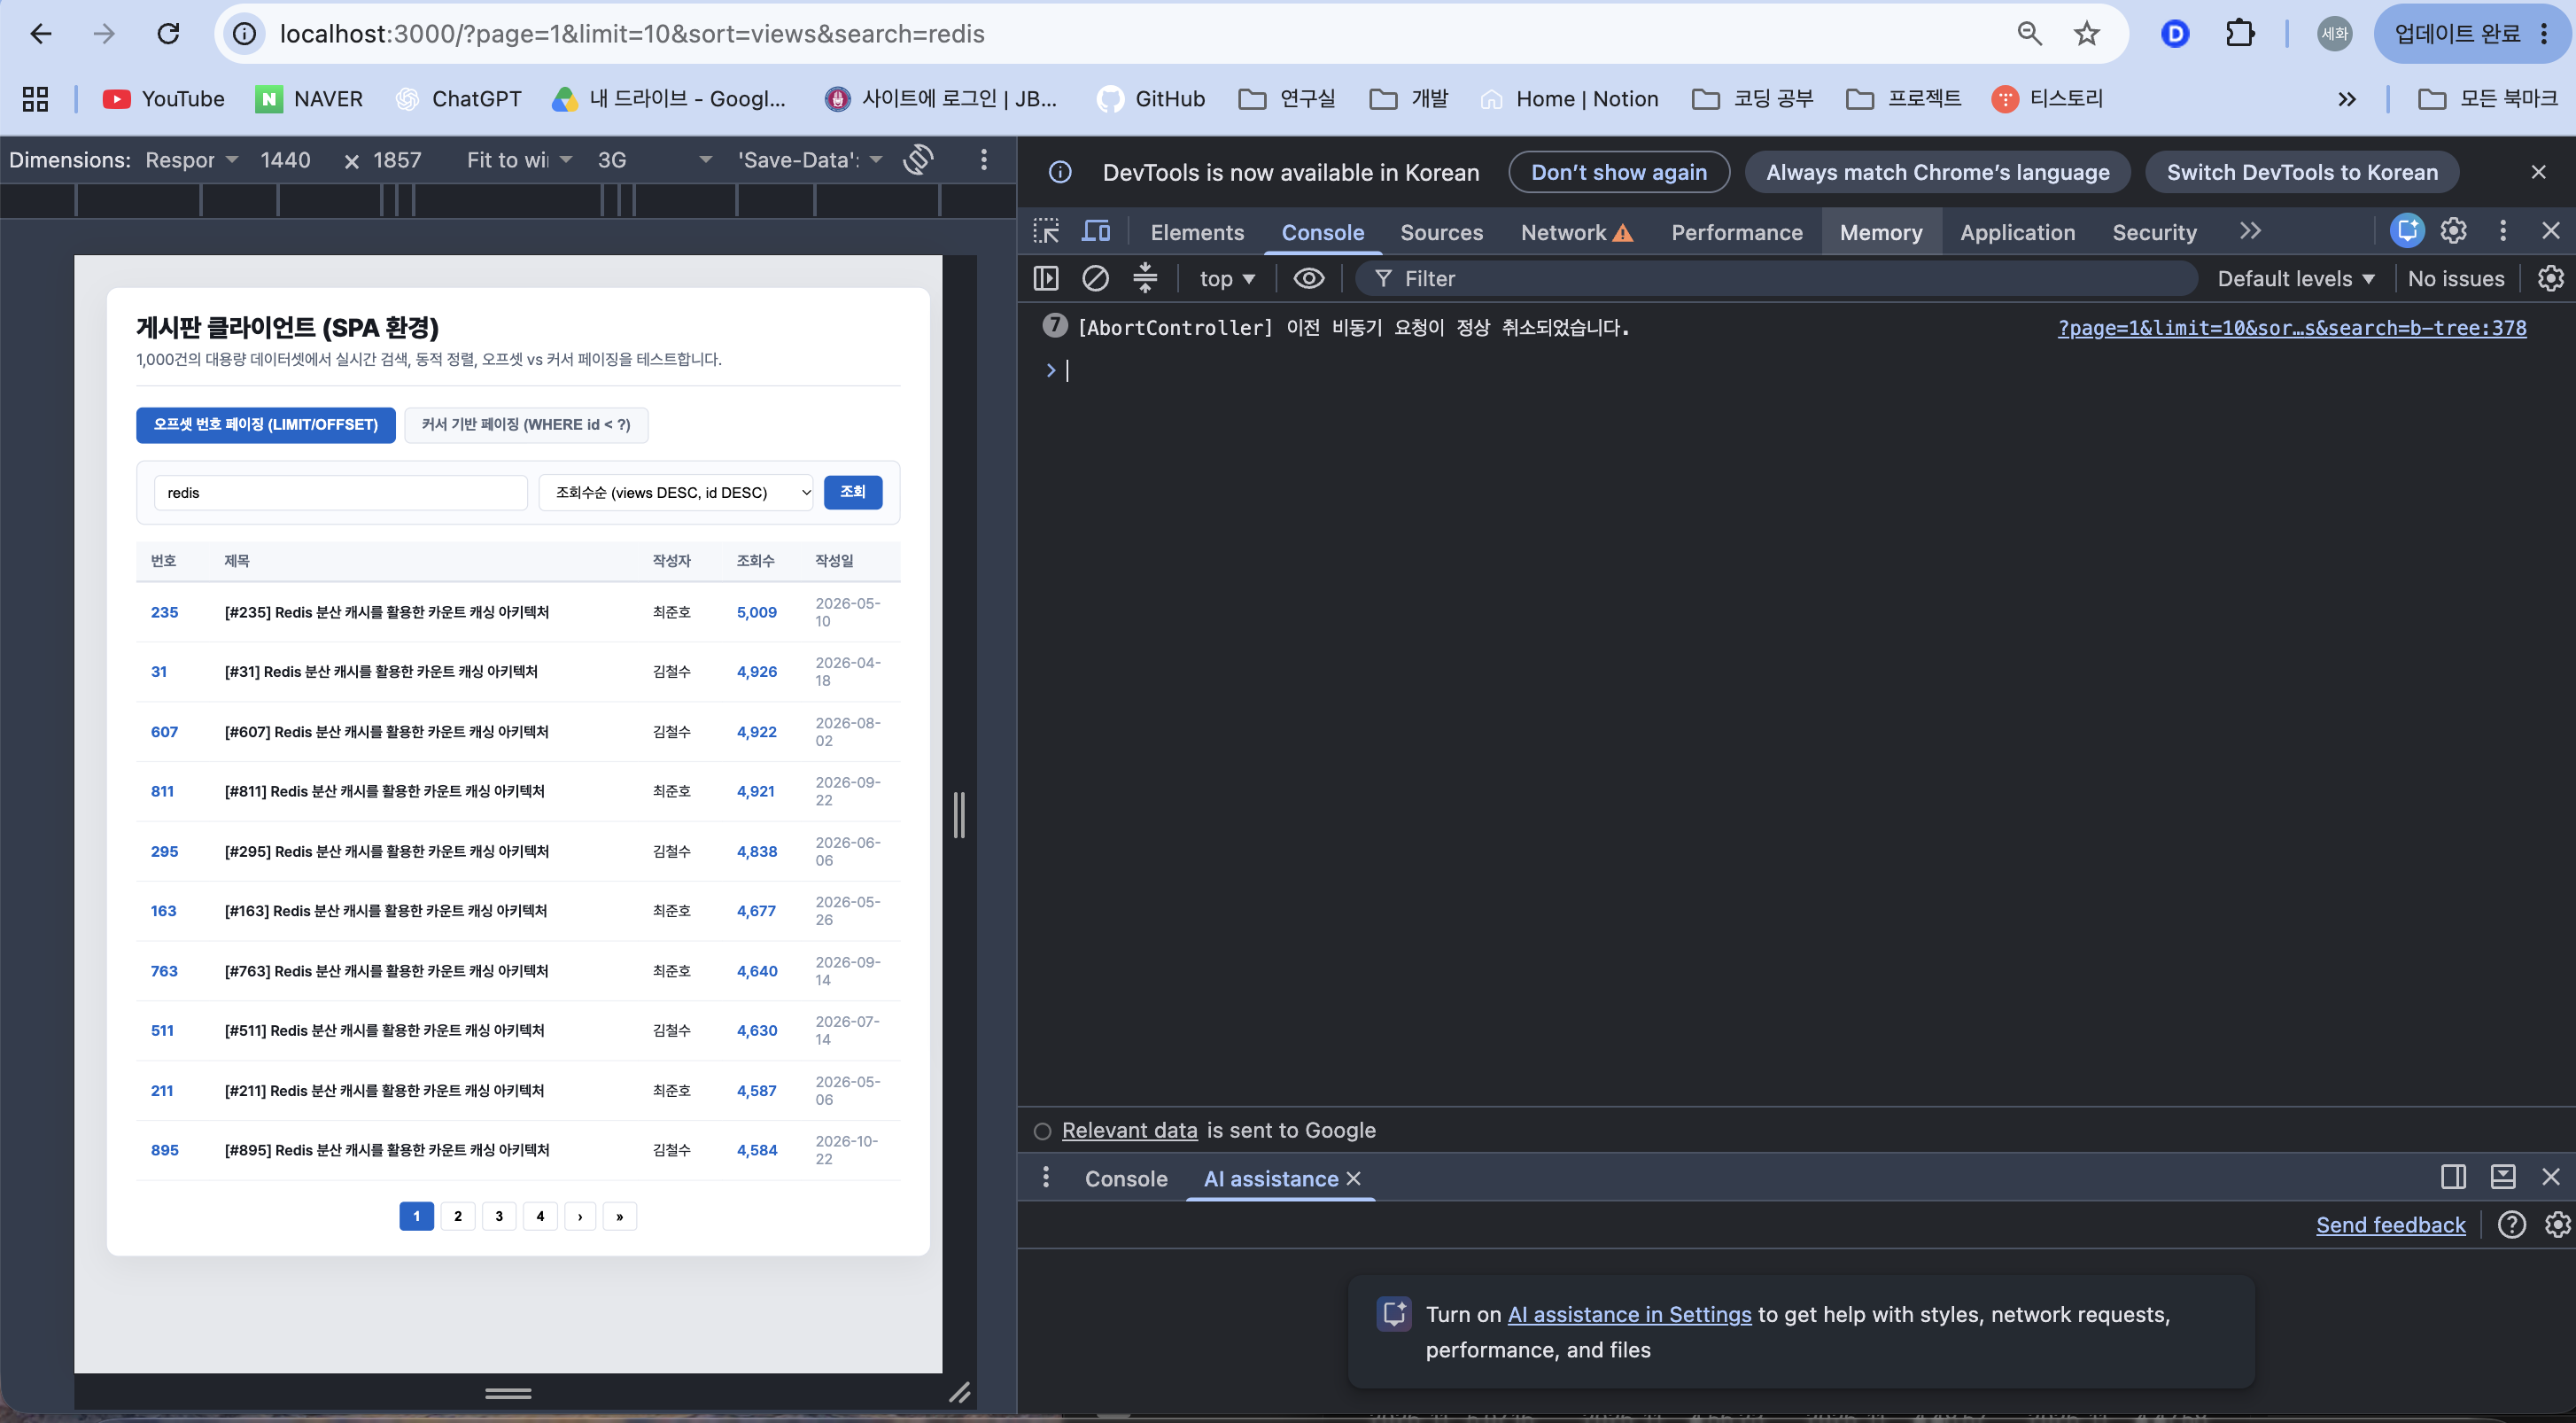 localhost:3000/?page=1&limit=10&sort=views&search=redis
D
세화
업데이트 완료
YouTube
N NAVER
ChatGPT
내 드라이브 - Googl...
사이트에 로그인 | JB...
GitHub
연구실
개발
Home | Notion
코딩 공부
프로젝트
티스토리
모든 북마크
Dimensions: Respor 1440 × 1857 Fit to wi 3G 'Save-Data':
게시판 클라이언트 (SPA 환경)
1,000건의 대용량 데이터셋에서 실시간 검색, 동적 정렬, 오프셋 vs 커서 페이징을 테스트합니다.
오프셋 번호 페이징 (LIMIT/OFFSET)
커서 기반 페이징 (WHERE id < ?)
redis
조회수순 (views DESC, id DESC)
조회
번호 제목 작성자 조회수 작성일
235 [#235] Redis 분산 캐시를 활용한 카운트 캐싱 아키텍처 최준호 5,009 2026-05-
10
31 [#31] Redis 분산 캐시를 활용한 카운트 캐싱 아키텍처 김철수 4,926 2026-04-
18
607 [#607] Redis 분산 캐시를 활용한 카운트 캐싱 아키텍처 김철수 4,922 2026-08-
02
811 [#811] Redis 분산 캐시를 활용한 카운트 캐싱 아키텍처 최준호 4,921 2026-09-
22
295 [#295] Redis 분산 캐시를 활용한 카운트 캐싱 아키텍처 김철수 4,838 2026-06-
06
163 [#163] Redis 분산 캐시를 활용한 카운트 캐싱 아키텍처 최준호 4,677 2026-05-
26
763 [#763] Redis 분산 캐시를 활용한 카운트 캐싱 아키텍처 최준호 4,640 2026-09-
14
511 [#511] Redis 분산 캐시를 활용한 카운트 캐싱 아키텍처 김철수 4,630 2026-07-
14
211 [#211] Redis 분산 캐시를 활용한 카운트 캐싱 아키텍처 최준호 4,587 2026-05-
06
895 [#895] Redis 분산 캐시를 활용한 카운트 캐싱 아키텍처 김철수 4,584 2026-10-
22
1 2 3 4 › »
DevTools is now available in Korean
Don't show again
Always match Chrome's language
Switch DevTools to Korean
Elements Console Sources Network Performance Memory Application Security
top
Filter
Default levels
No issues
7 [AbortController] 이전 비동기 요청이 정상 취소되었습니다. ?page=1&limit=10&sor…s&search=b-tree:378
Relevant data is sent to Google
Console
AI assistance
Send feedback
Turn on AI assistance in Settings to get help with styles, network requests,
performance, and files